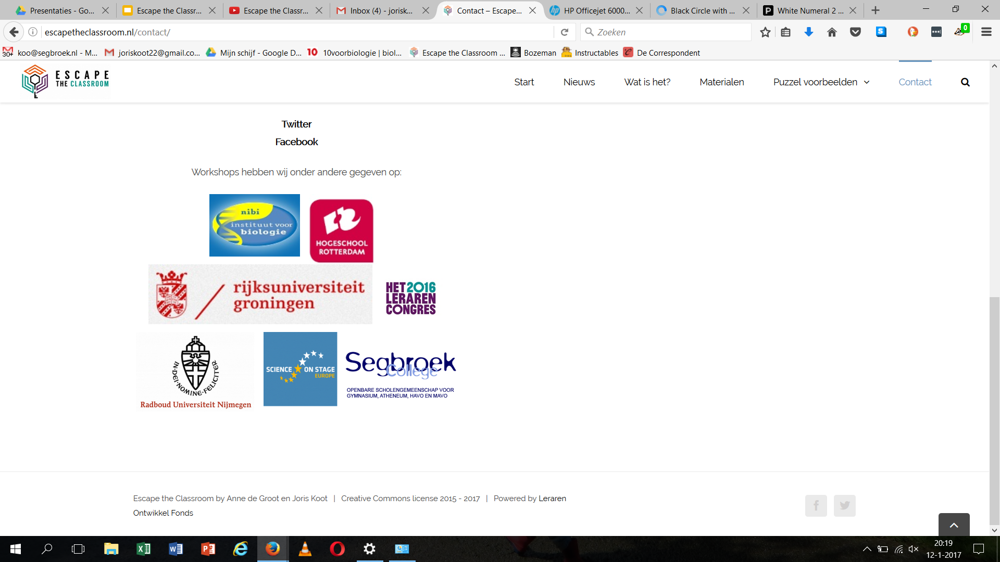 Presentaties - Go...
Escape the Classr...
Escape the Classr...
Inbox (4) - jorisk...
Contact – Escape...
HP Officejet 6000...
Black Circle with ...
White Numeral 2 ...
escapetheclassroom.nl/contact/
Zoeken
0
30+ koo@segbroek.nl - M...
joriskoot22@gmail.co...
Mijn schijf - Google D...
10 10voorbiologie | biol...
Escape the Classroom ...
Bozeman
Instructables
De Correspondent
ESCAPE
THE CLASSROOM
Start
Nieuws
Wat is het?
Materialen
Puzzel voorbeelden
Contact
Twitter
Facebook
Workshops hebben wij onder andere gegeven op:
nibi
instituut voor
biologie
HOGESCHOOL
ROTTERDAM
rijksuniversiteit
groningen
HET 2016
LERAREN
CONGRES
IN·DEI·NOMINE·FELICITER
Radboud Universiteit Nijmegen
SCIENCE ON STAGE
EUROPE
Segbroek
College
OPENBARE SCHOLENGEMEENSCHAP VOOR
GYMNASIUM, ATHENEUM, HAVO EN MAVO
Escape the Classroom by Anne de Groot en Joris Koot | Creative Commons license 2015 - 2017 | Powered by Leraren
Ontwikkel Fonds
20:19
12-1-2017